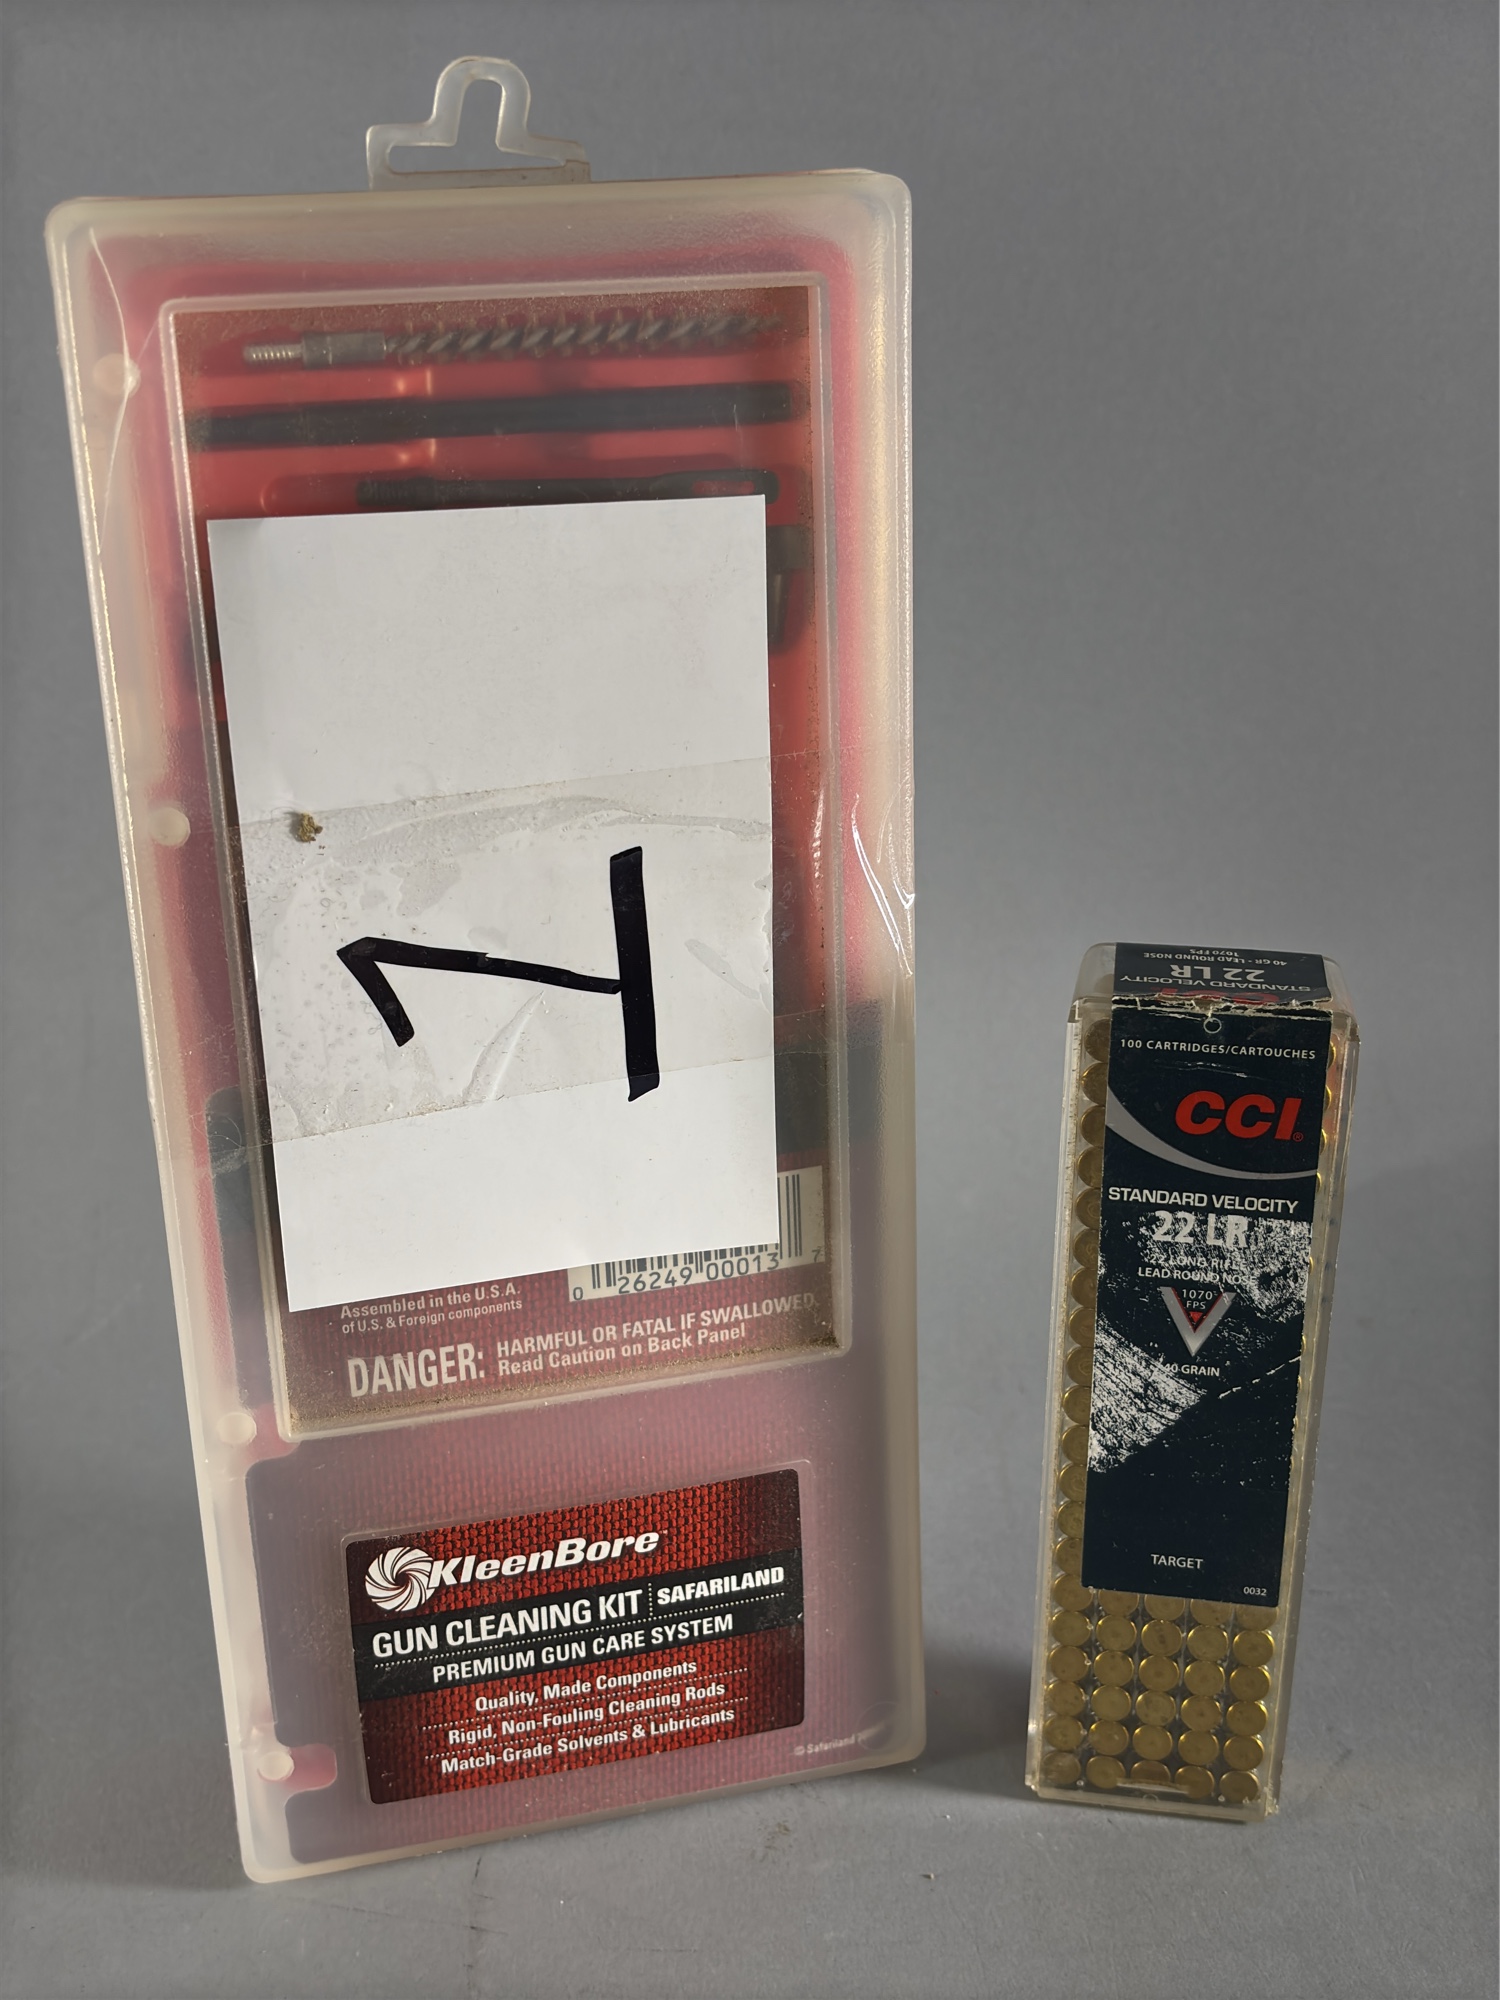 1
Assembled in the U.S.A.
of U.S. & Foreign components
0 26249 00013 7
DANGER: HARMFUL OR FATAL IF SWALLOWED.
Read Caution on Back Panel
KleenBore
GUN CLEANING KIT SAFARILAND
PREMIUM GUN CARE SYSTEM
Quality, Made Components
Rigid, Non-Fouling Cleaning Rods
Match-Grade Solvents & Lubricants
© Safariland
40 GR • LEAD ROUND NOSE
1070 FPS
22 LR
STANDARD VELOCITY
CCI
100 CARTRIDGES/CARTOUCHES
CCI®
STANDARD VELOCITY
22 LR
22 LONG RIFLE
LEAD ROUND NOSE
1070
FPS
40 GRAIN
TARGET
0032